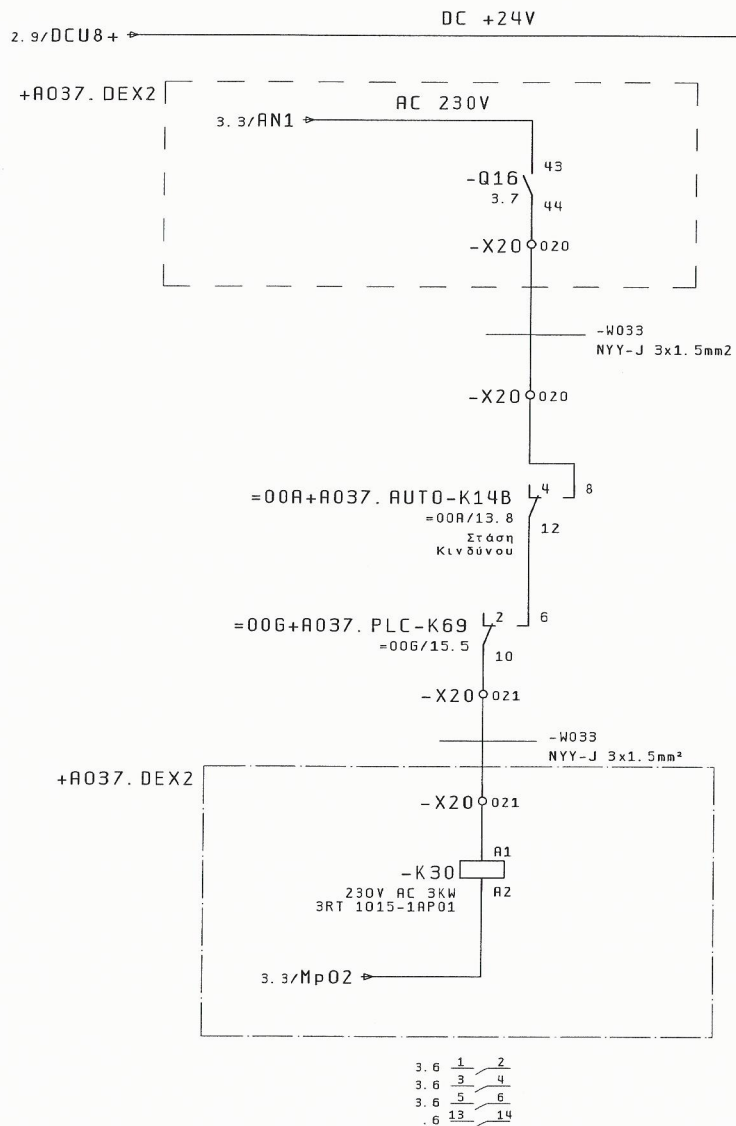 DC +24V
2.9/DCU8+
+A037.DEX2
AC 230V
3.3/AN1
43
-Q16
3.7
44
-X20 020
-W033
NYY-J 3x1.5mm2
-X20 020
4 8
=00A+A037.AUTO-K14B
=00A/13.8
12
Στάση
Κινδύνου
2 6
=00G+A037.PLC-K69
=00G/15.5
10
-X20 021
-W033
NYY-J 3x1.5mm²
+A037.DEX2
-X20 021
A1
-K30
230V AC 3KW
A2
3RT 1015-1AP01
3.3/Mp02
3.6 1 2
3.6 3 4
3.6 5 6
.6 13 14